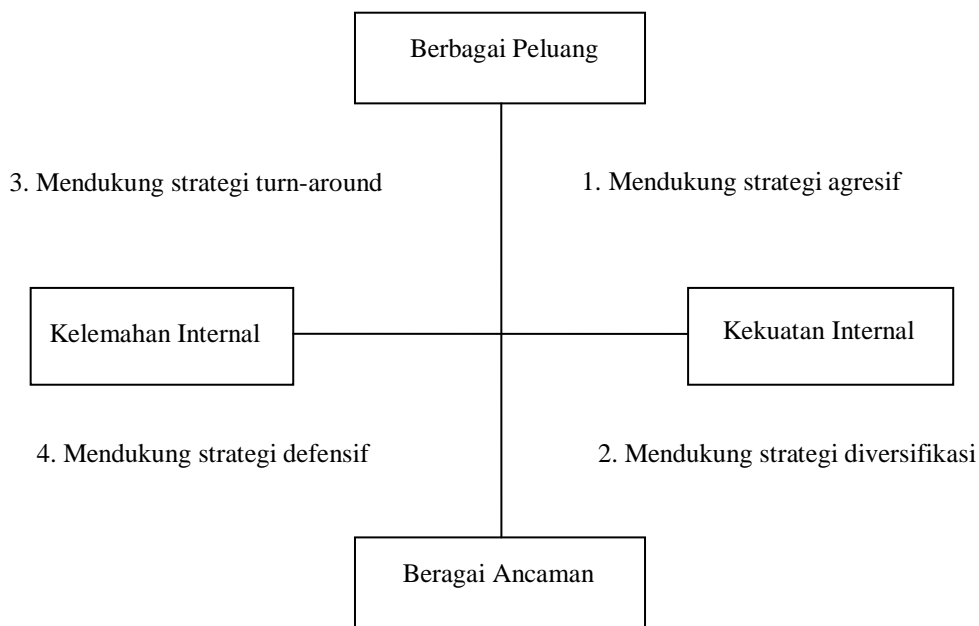 Berbagai Peluang
3. Mendukung strategi turn-around
1. Mendukung strategi agresif
Kelemahan Internal
Kekuatan Internal
4. Mendukung strategi defensif
2. Mendukung strategi diversifikasi
Beragai Ancaman